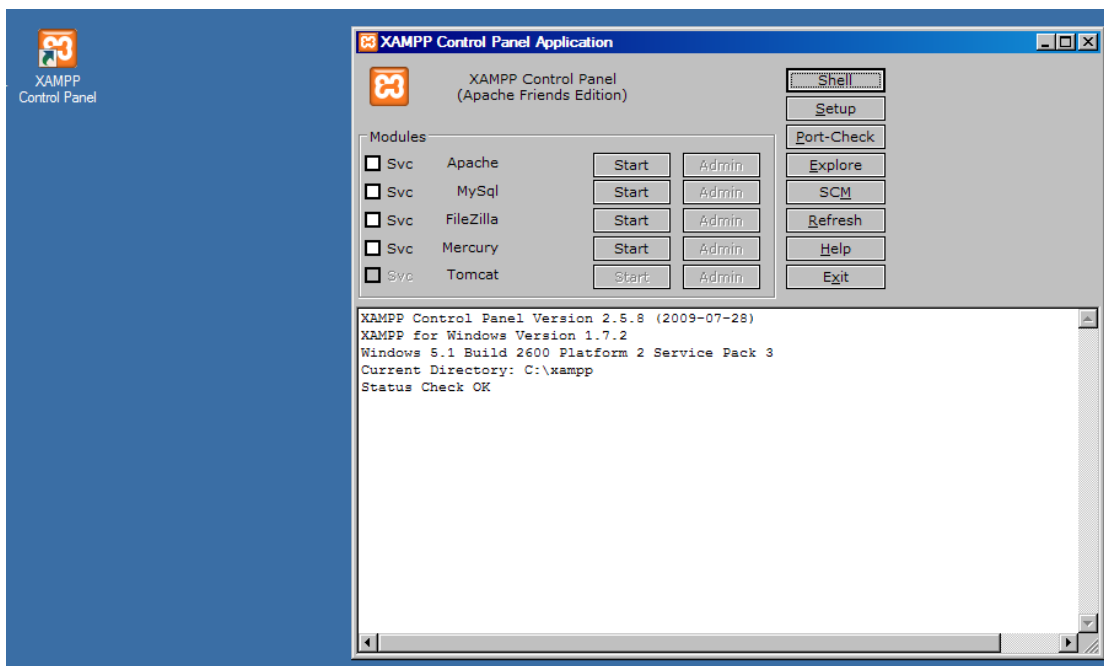 XAMPP
Control Panel
XAMPP Control Panel Application
XAMPP Control Panel
(Apache Friends Edition)
Shell
Setup
Port-Check
Explore
SCM
Refresh
Help
Exit
Modules
Svc Apache Start Admin
Svc MySql Start Admin
Svc FileZilla Start Admin
Svc Mercury Start Admin
Svc Tomcat Start Admin
XAMPP Control Panel Version 2.5.8 (2009-07-28)
XAMPP for Windows Version 1.7.2
Windows 5.1 Build 2600 Platform 2 Service Pack 3
Current Directory: C:\xampp
Status Check OK